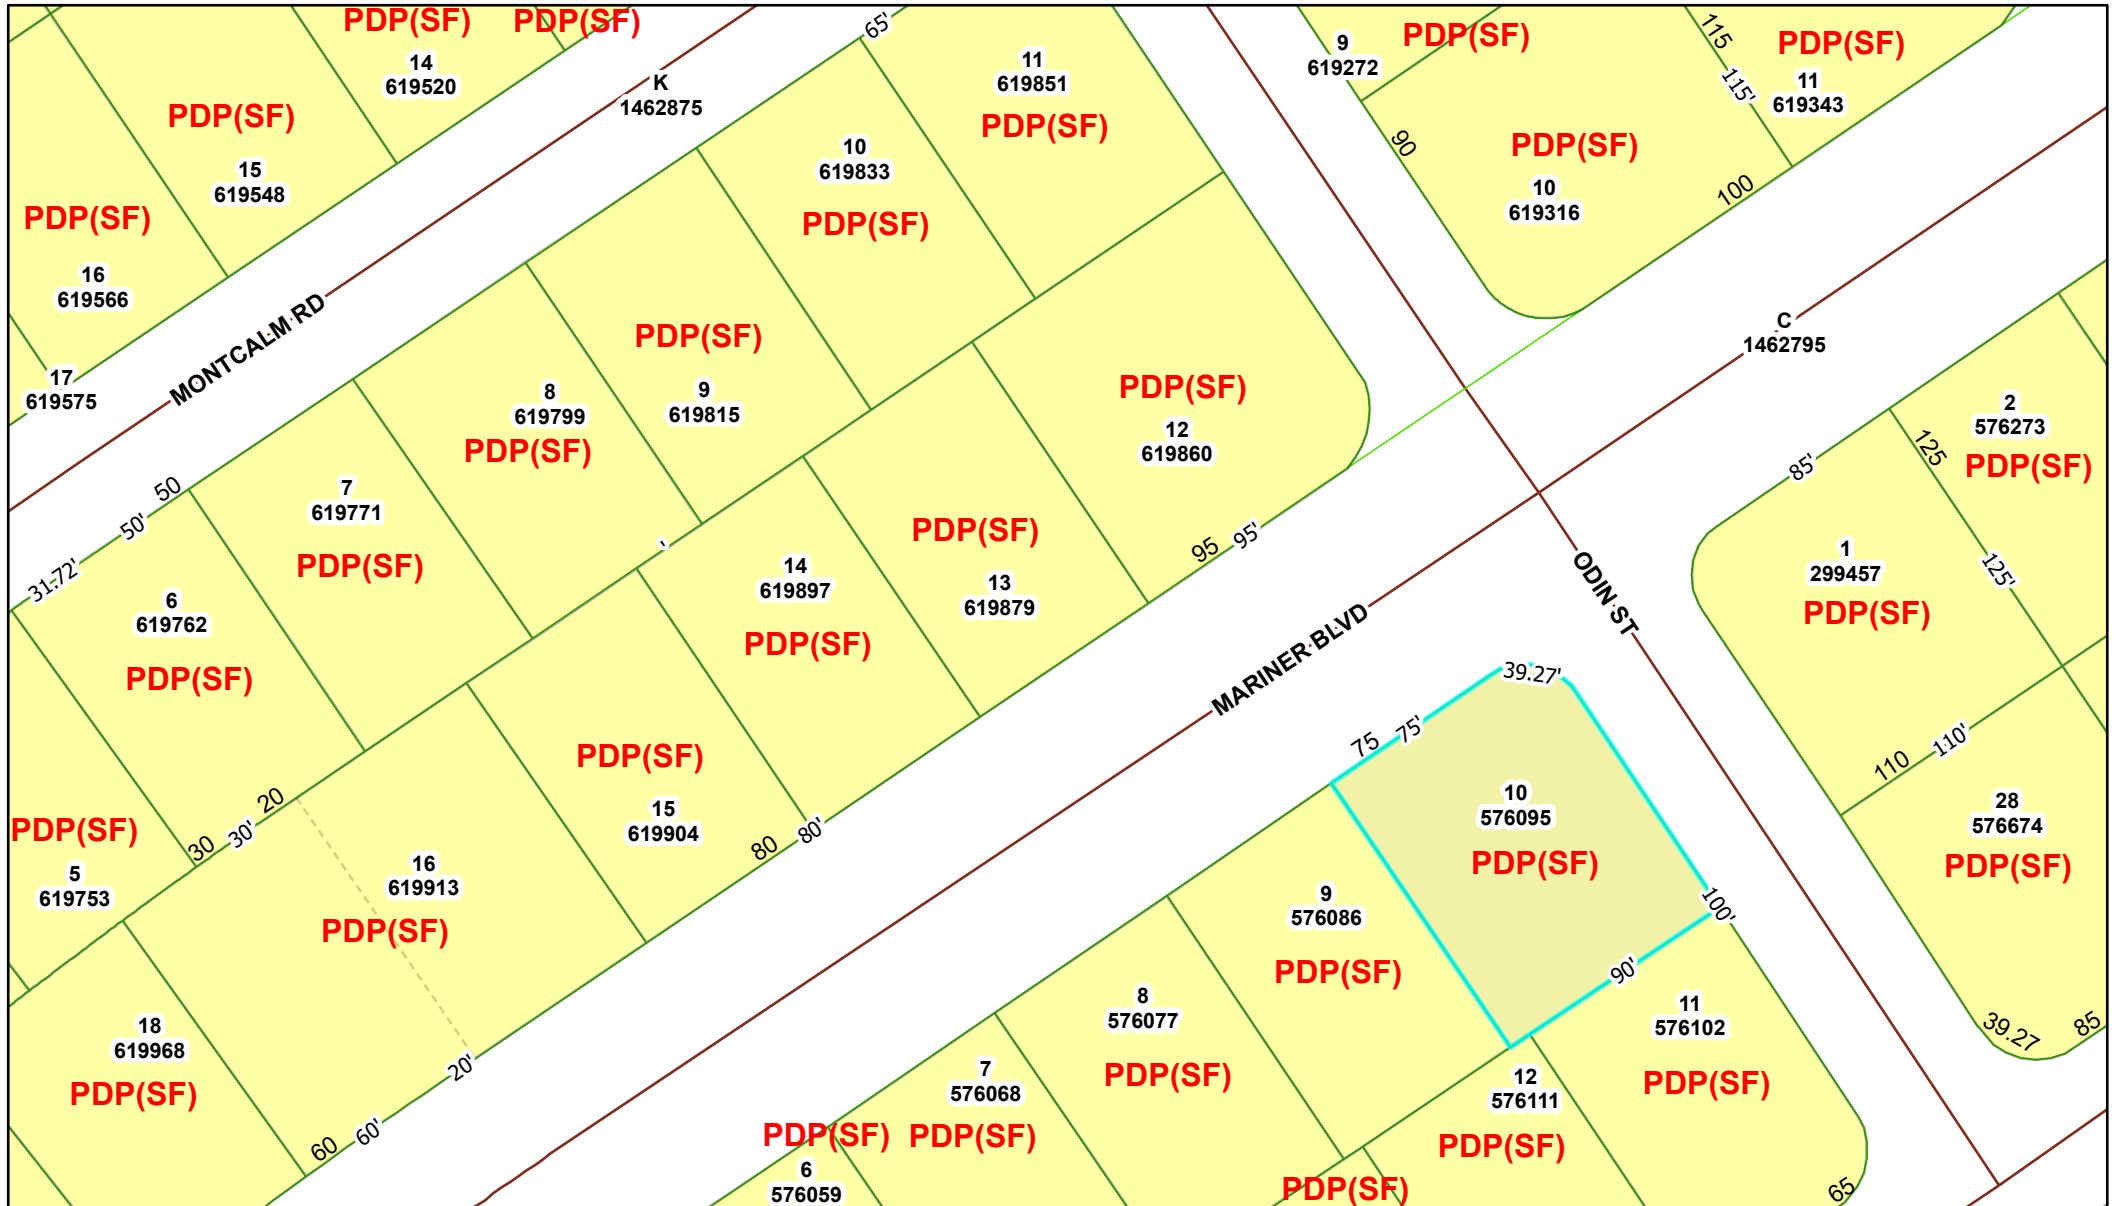 PDP(SF)
PDP(SF)
14
619520
65'
K
1462875
11
619851
PDP(SF)
9
619272
PDP(SF)
115
115'
PDP(SF)
11
619343
PDP(SF)
15
619548
10
619833
PDP(SF)
90
PDP(SF)
10
619316
100
PDP(SF)
16
619566
MONTCALM RD
17
619575
PDP(SF)
9
619815
8
619799
PDP(SF)
PDP(SF)
12
619860
C
1462795
2
576273
PDP(SF)
125
125'
85'
50
50'
31.72'
7
619771
PDP(SF)
'
PDP(SF)
13
619879
14
619897
PDP(SF)
95
95'
ODIN ST
1
299457
PDP(SF)
6
619762
PDP(SF)
MARINER BLVD
39.27'
75
75'
110
110'
PDP(SF)
15
619904
80
80'
20
30
30'
PDP(SF)
5
619753
16
619913
PDP(SF)
10
576095
PDP(SF)
100'
90'
28
576674
PDP(SF)
9
576086
PDP(SF)
8
576077
PDP(SF)
11
576102
PDP(SF)
39.27
85
18
619968
PDP(SF)
20'
60
60'
7
576068
PDP(SF)
PDP(SF)
6
576059
12
576111
PDP(SF)
PDP(SF)
65